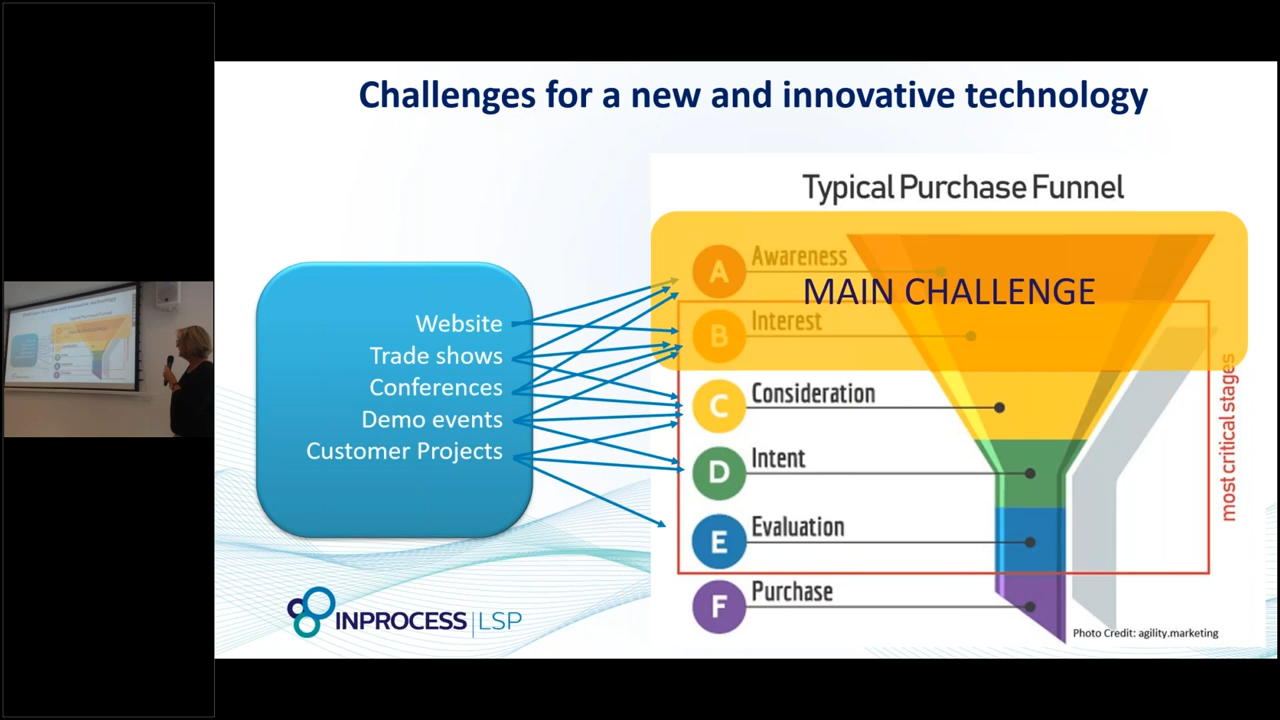 Challenges for a new and innovative technology
Typical Purchase Funnel
Website
Trade shows
Conferences
Demo events
Customer Projects
MAIN CHALLENGE
A Awareness
B Interest
C Consideration
D Intent
E Evaluation
F Purchase
most critical stages
Photo Credit: agility.marketing
INPROCESS | LSP